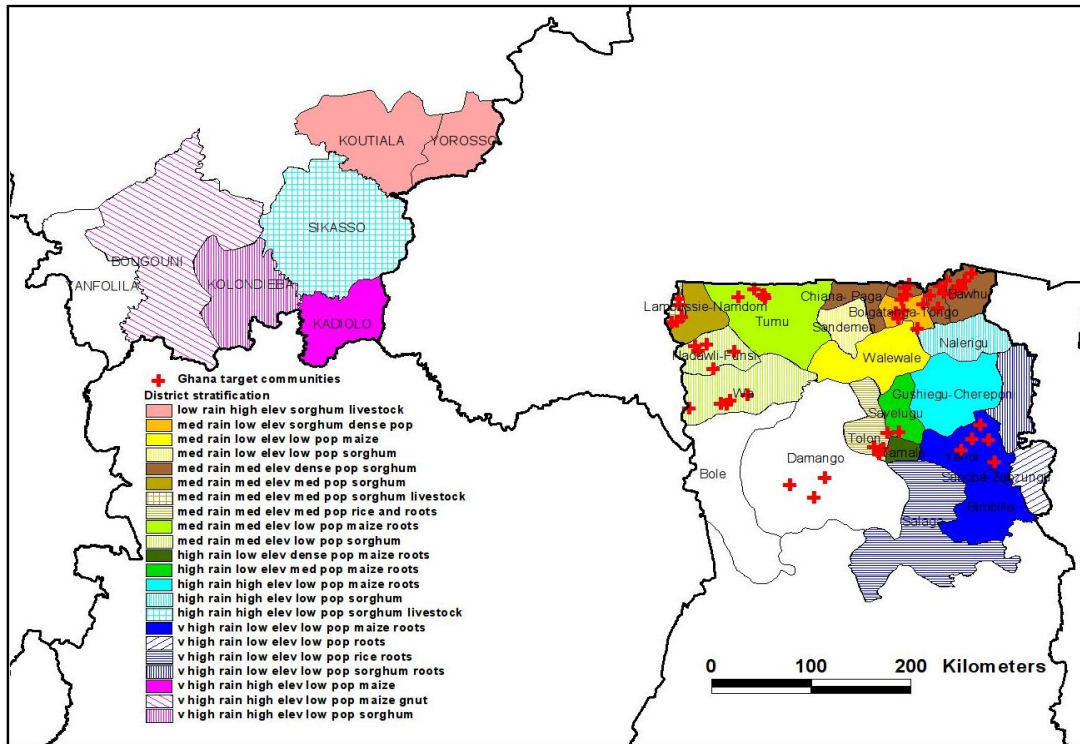 KOUTIALA
YOROSSO
SIKASSO
BOUGOUNI
YANFOLILA
KOLONDIEBA
KADIOLO
Lambussie-Namdom
Tumu
Chiana- Paga
Sandema
Bolgatanga-Tongo
Bawku
Nadawli-Funsi
Walewale
Nalerigu
Wa
Gushiegu-Cherepon
Savelugu
Tolon
Tamale
Yendi
Damango
Bole
Saboba-Zabzungu
Salaga
Bimbilla
Ghana target communities
District stratification
low rain high elev sorghum livestock
med rain low elev sorghum dense pop
med rain low elev low pop maize
med rain low elev low pop sorghum
med rain med elev dense pop sorghum
med rain med elev med pop sorghum
med rain med elev med pop sorghum livestock
med rain med elev med pop rice and roots
med rain med elev low pop maize roots
med rain med elev low pop sorghum
high rain low elev dense pop maize roots
high rain low elev med pop maize roots
high rain high elev low pop maize roots
high rain high elev low pop sorghum
high rain high elev low pop sorghum livestock
v high rain low elev low pop maize roots
v high rain low elev low pop roots
v high rain low elev low pop rice roots
v high rain low elev low pop sorghum roots
v high rain high elev low pop maize
v high rain high elev low pop maize gnut
v high rain high elev low pop sorghum
0 100 200 Kilometers